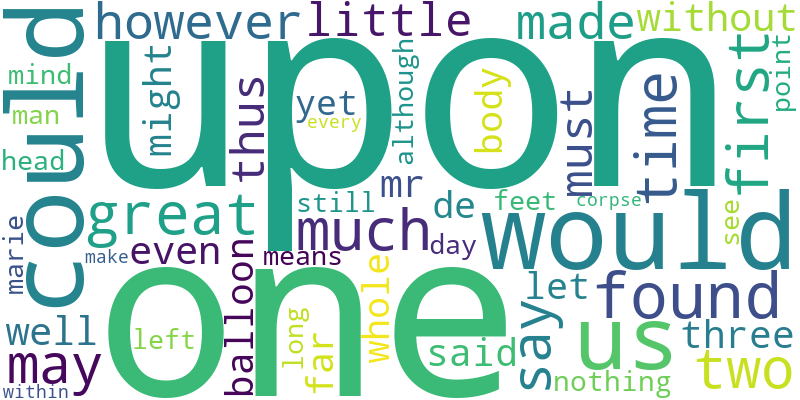 upon
one
could
would
however
little
made
without
mind
man
head
might
thus
yet
every
although
body
must
time
first
point
great
still
mr
de
feet
corpse
see
much
day
marie
make
even
means
balloon
whole
let
found
well
left
long
far
said
say
us
three
two
nothing
may
within